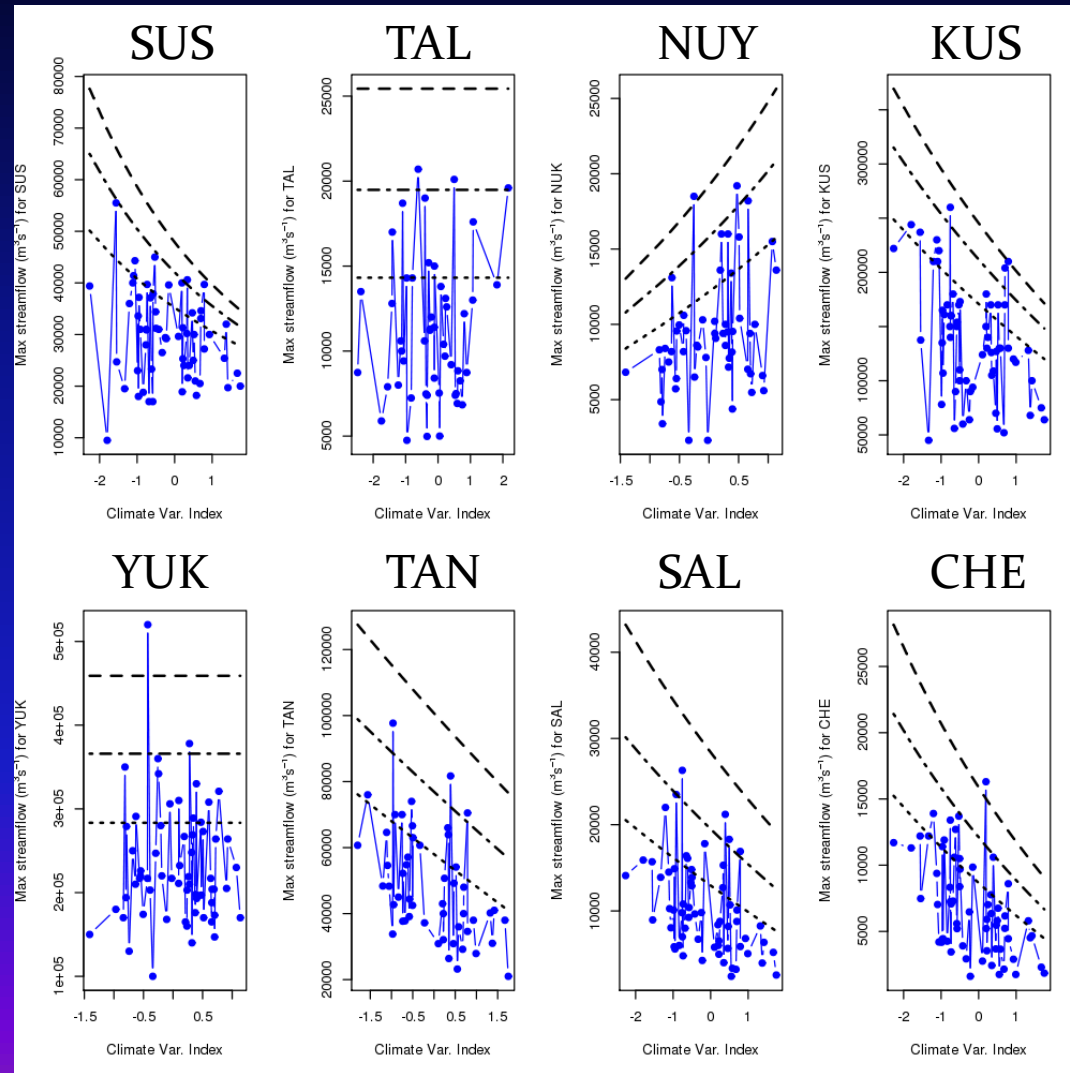 SUS
Max streamflow (m³s⁻¹) for SUS
10000 20000 30000 40000 50000 60000 70000 80000
-2 -1 0 1
Climate Var. Index
TAL
Max streamflow (m³s⁻¹) for TAL
5000 10000 15000 20000 25000
-2 -1 0 1 2
Climate Var. Index
NUY
Max streamflow (m³s⁻¹) for NUK
5000 10000 15000 20000 25000
-1.5 -0.5 0.5
Climate Var. Index
KUS
Max streamflow (m³s⁻¹) for KUS
50000 100000 200000 300000
-2 -1 0 1
Climate Var. Index
YUK
Max streamflow (m³s⁻¹) for YUK
1e+05 2e+05 3e+05 4e+05 5e+05
-1.5 -0.5 0.5
Climate Var. Index
TAN
Max streamflow (m³s⁻¹) for TAN
20000 40000 60000 80000 100000 120000
-1.5 -0.5 0.5 1.5
Climate Var. Index
SAL
Max streamflow (m³s⁻¹) for SAL
10000 20000 30000 40000
-2 -1 0 1
Climate Var. Index
CHE
Max streamflow (m³s⁻¹) for CHE
5000 10000 15000 20000 25000
-2 -1 0 1
Climate Var. Index